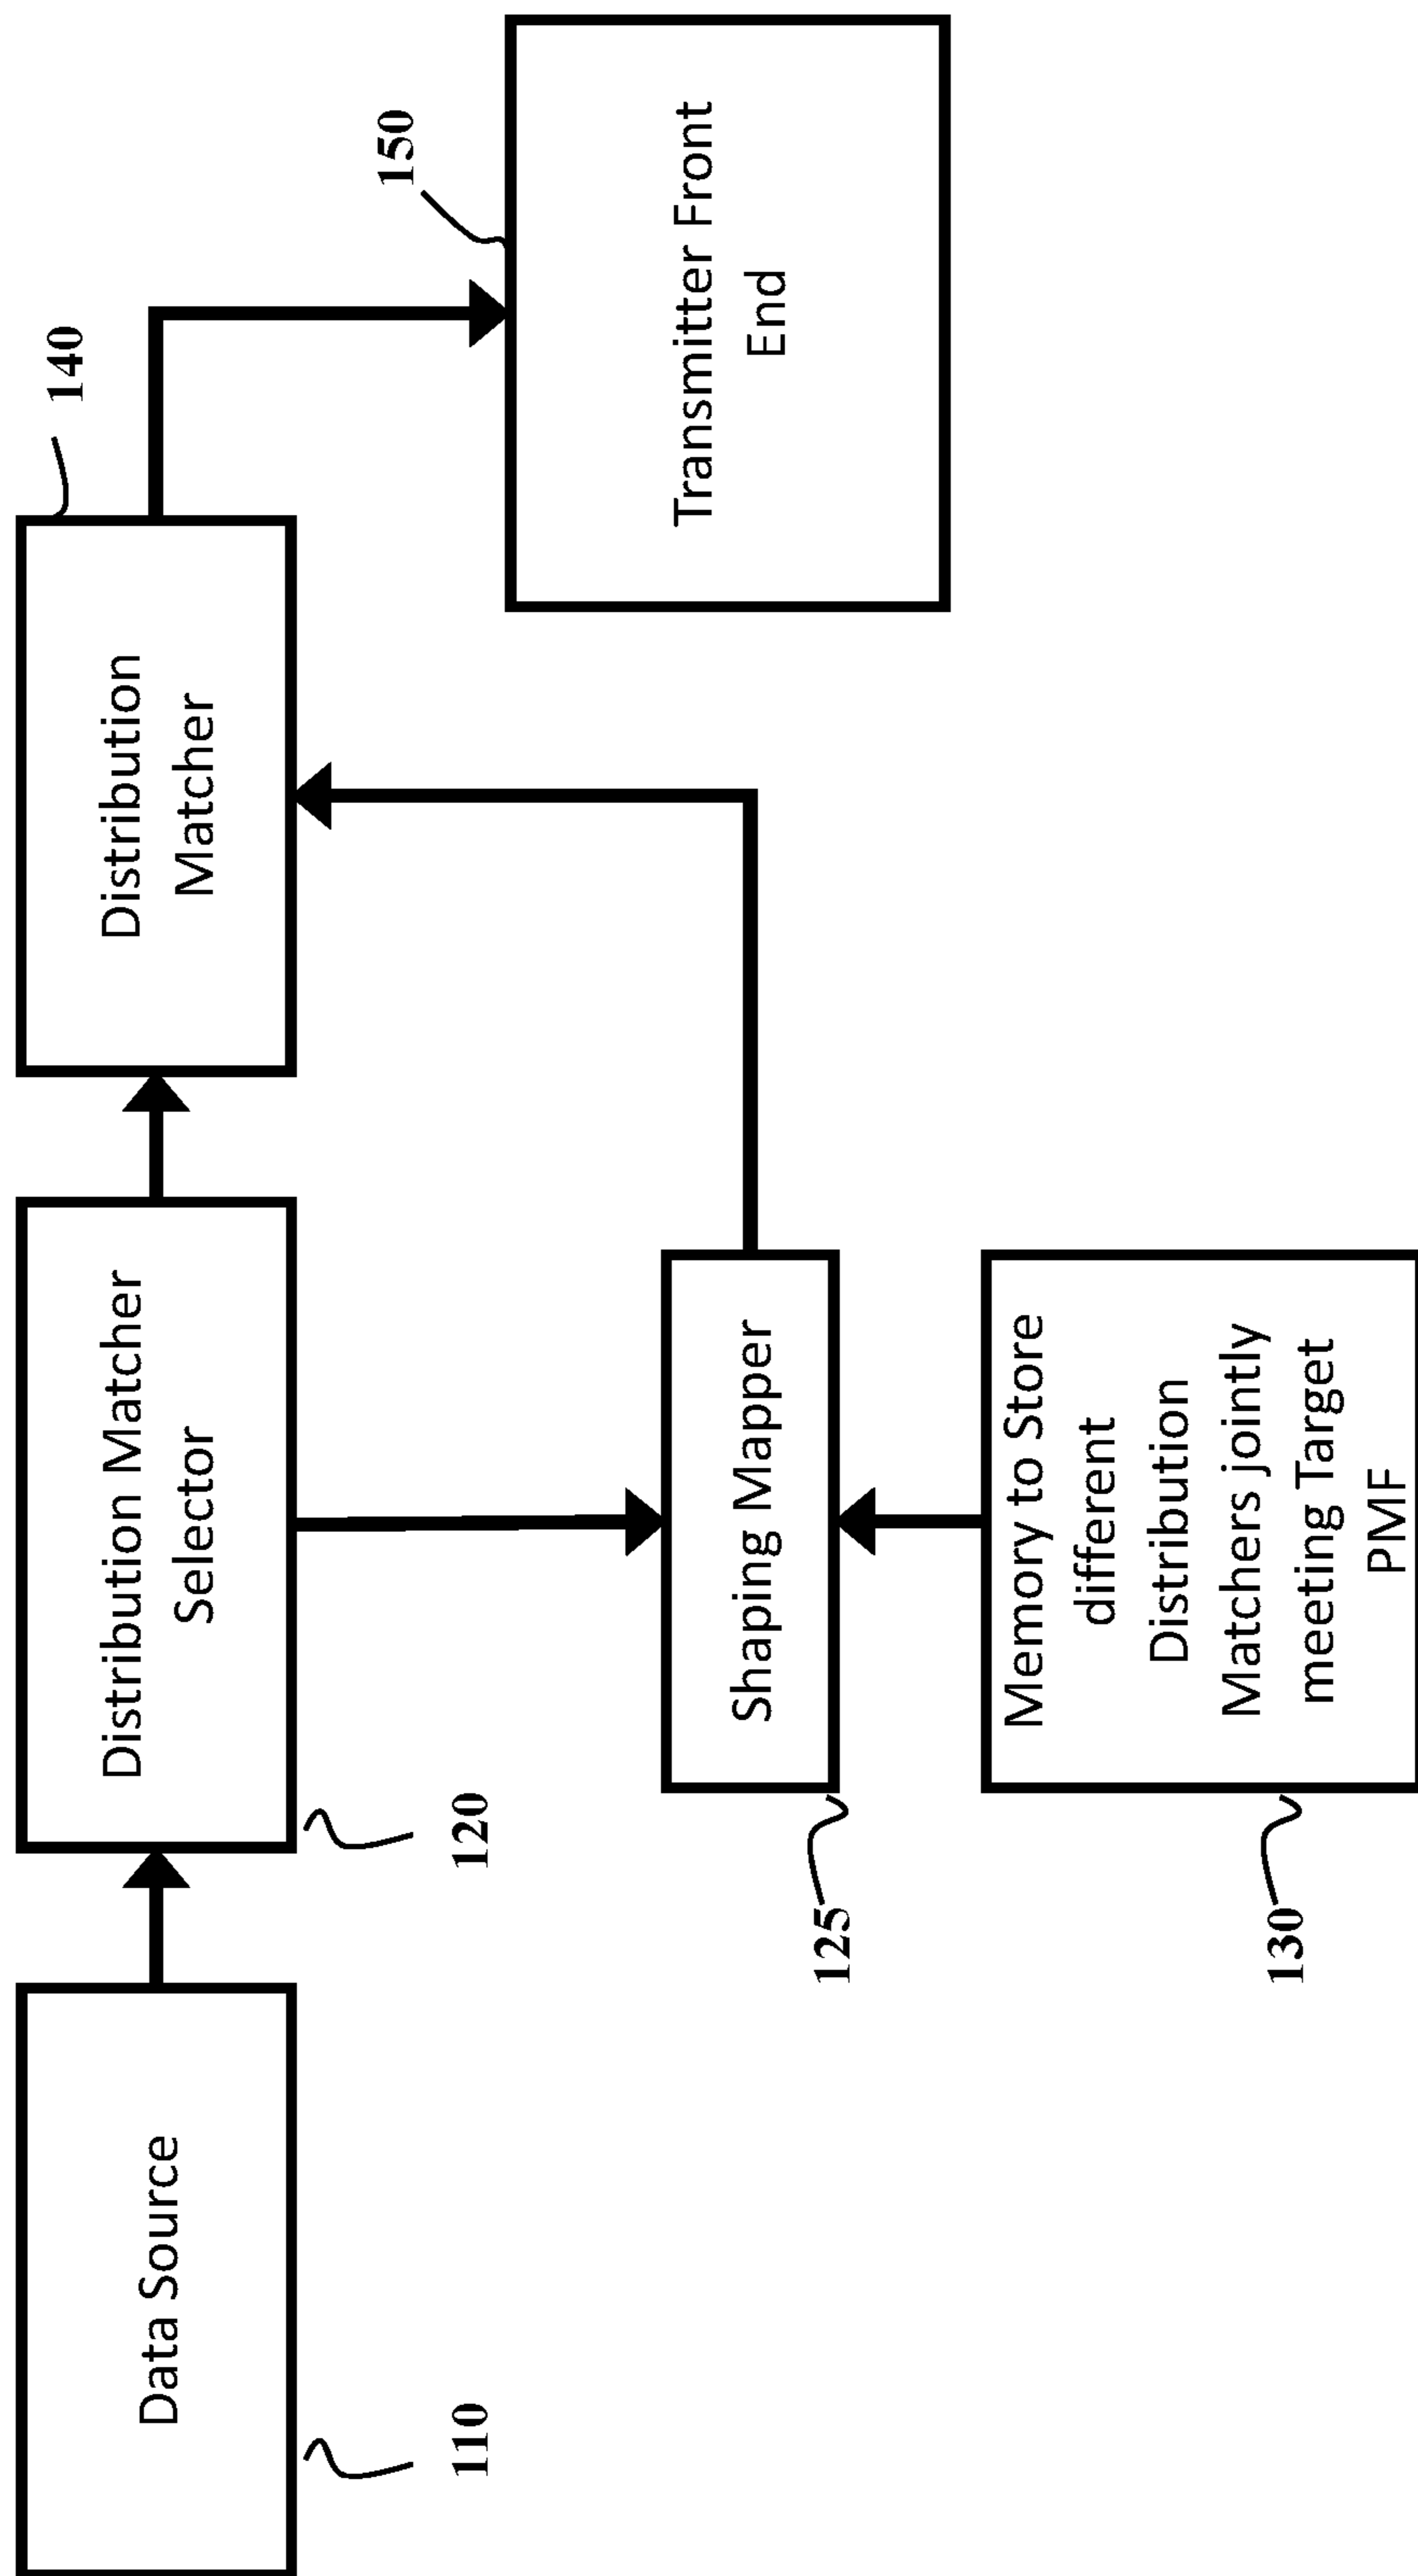 Data Source
110
Distribution Matcher
Selector
120
Distribution
Matcher
140
Transmitter Front
End
150
Shaping Mapper
125
Memory to Store
different
Distribution
Matchers jointly
meeting Target
PMF
130